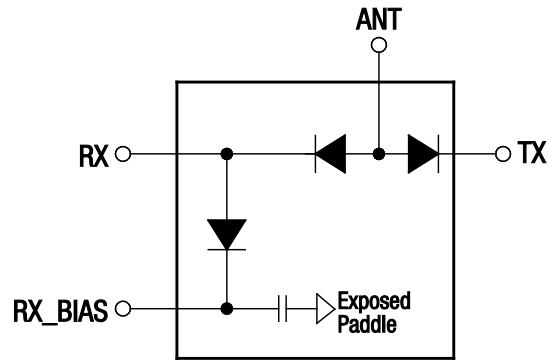 ANT
RX
TX
RX_BIAS
Exposed
Paddle